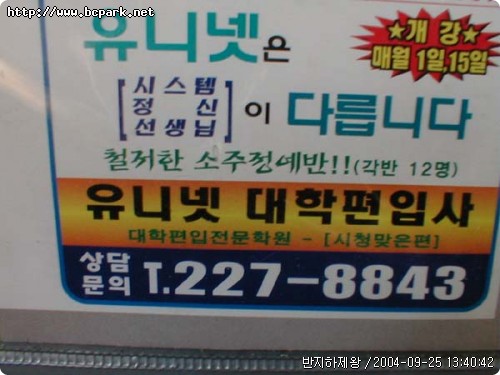 http://www.bcpark.net
유니넷은
★개 강★
매월 1일,15일
[시스템 정 신 선생님]이 다릅니다
철저한 소주정예반!!(각반 12명)
유니넷 대학편입사
대학편입전문학원 - [시청맞은편]
상담문의 T.227-8843
반지하제왕 / 2004-09-25 13:40:42